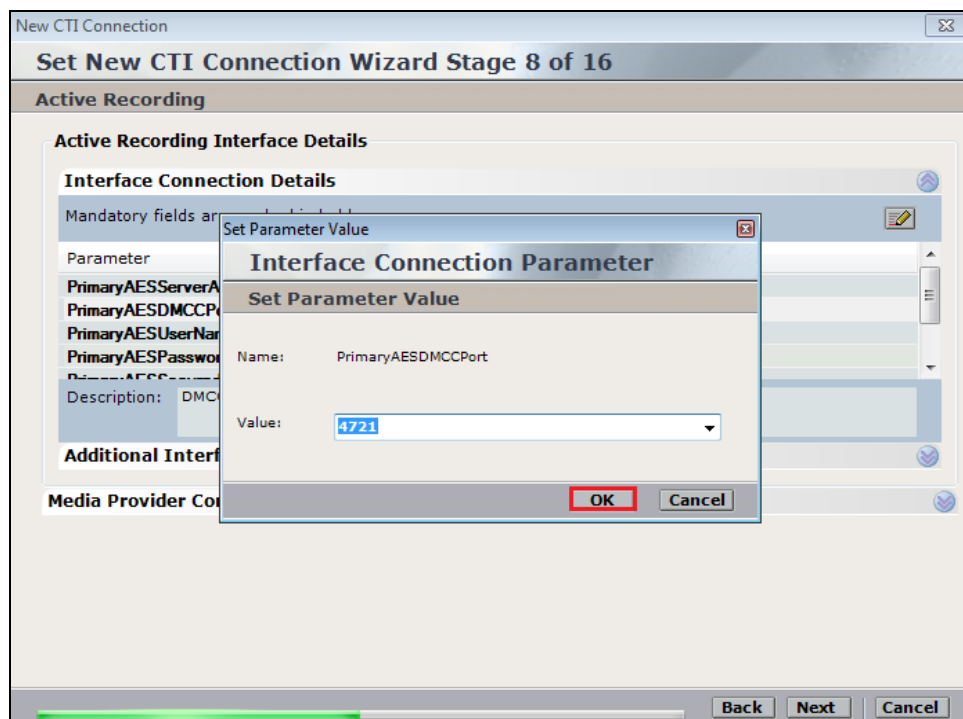 New CTI Connection
Set New CTI Connection Wizard Stage 8 of 16
Active Recording
Active Recording Interface Details
Interface Connection Details
Mandatory fields
Parameter
PrimaryAESServerA
PrimaryAESDMCCP
PrimaryAESUserNar
PrimaryAESPasswor
Description: DMC
Additional Interf
Media Provider Co
Set Parameter Value
Interface Connection Parameter
Set Parameter Value
Name: PrimaryAESDMCCPort
Value: 4721
OK Cancel
Back Next Cancel